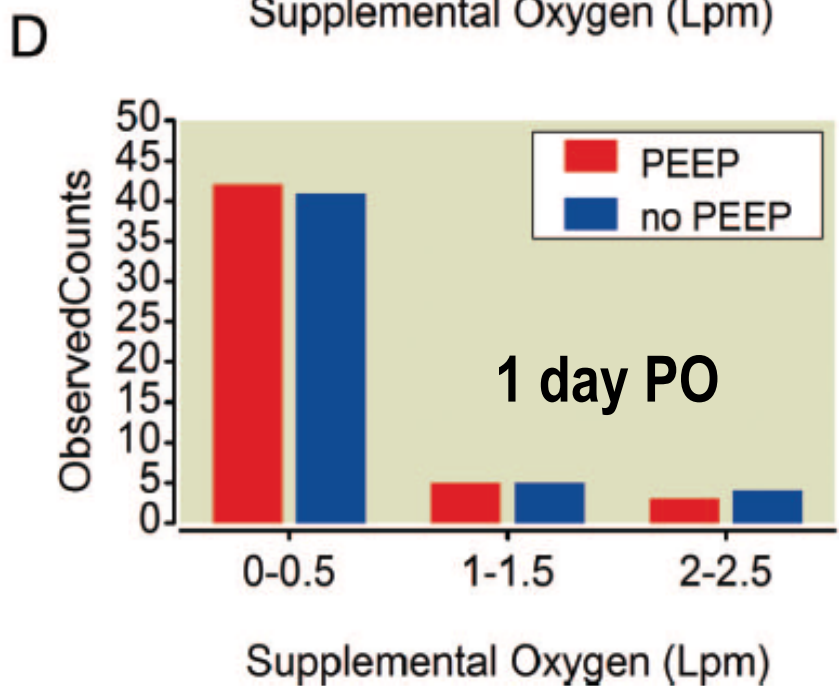 Supplemental Oxygen (Lpm)
D
50
45
40
35
30
25
20
15
10
5
0
ObservedCounts
PEEP
no PEEP
1 day PO
0-0.5
1-1.5
2-2.5
Supplemental Oxygen (Lpm)